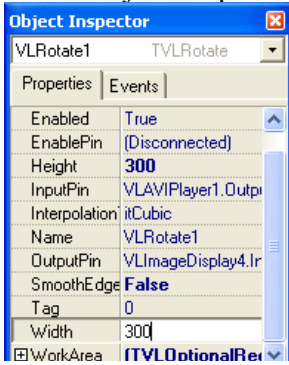 Object Inspector
VLRotate1 TVLRotate
Properties Events
Enabled True
EnablePin (Disconnected)
Height 300
InputPin VLAVIPlayer1.Outpu
Interpolation itCubic
Name VLRotate1
OutputPin VLImageDisplay4.In
SmoothEdge False
Tag 0
Width 300
WorkArea (TVLOptionalRec